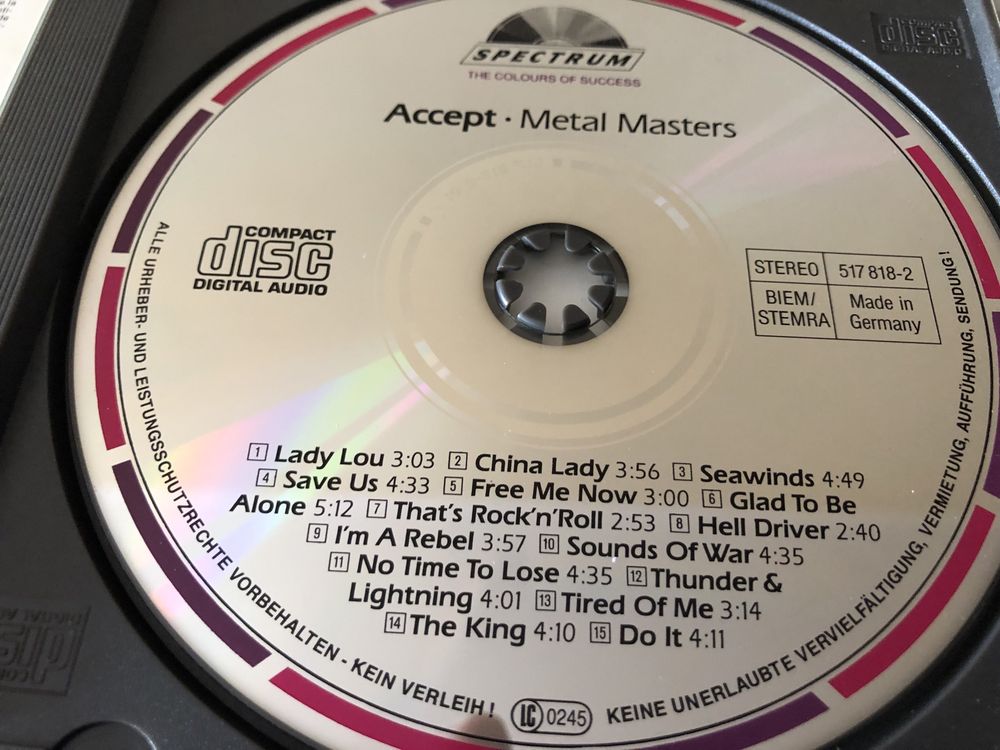 SPECTRUM
THE COLOURS OF SUCCESS
Accept · Metal Masters
COMPACT
disc
DIGITAL AUDIO
STEREO 517 818-2
BIEM/ STEMRA Made in Germany
1 Lady Lou 3:03 2 China Lady 3:56 3 Seawinds 4:49
4 Save Us 4:33 5 Free Me Now 3:00 6 Glad To Be
Alone 5:12 7 That's Rock'n'Roll 2:53 8 Hell Driver 2:40
9 I'm A Rebel 3:57 10 Sounds Of War 4:35
11 No Time To Lose 4:35 12 Thunder &
Lightning 4:01 13 Tired Of Me 3:14
14 The King 4:10 15 Do It 4:11
ALLE URHEBER- UND LEISTUNGSSCHUTZRECHTE VORBEHALTEN - KEIN VERLEIH! LC 0245 KEINE UNERLAUBTE VERVIELFÄLTIGUNG, VERMIETUNG, AUFFÜHRUNG, SENDUNG!
disc
DIGITAL AUDIO